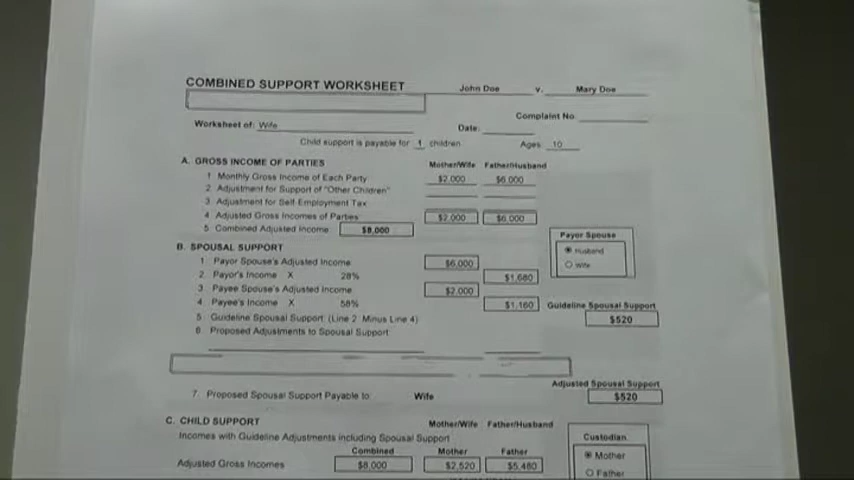 COMBINED SUPPORT WORKSHEET John Doe v. Mary Doe
Worksheet of: Wife Complaint No.
Date:
Child support is payable for 1 children. Ages: 10
A. GROSS INCOME OF PARTIES Mother/Wife Father/Husband
1 Monthly Gross Income of Each Party $2,000 $6,000
2 Adjustment for Support of "Other Children"
3 Adjustment for Self Employment Tax
4 Adjusted Gross Incomes of Parties $2,000 $6,000
5 Combined Adjusted Income $8,000
Payor Spouse
Husband
Wife
B. SPOUSAL SUPPORT
1 Payor Spouse's Adjusted Income $6,000
2. Payor's Income X 28% $1,680
3 Payee Spouse's Adjusted Income $2,000
4 Payee's Income X 58% $1,160
5 Guideline Spousal Support (Line 2 Minus Line 4) Guideline Spousal Support
$520
6 Proposed Adjustments to Spousal Support
Adjusted Spousal Support
7. Proposed Spousal Support Payable to Wife $520
C. CHILD SUPPORT Mother/Wife Father/Husband
Incomes with Guideline Adjustments including Spousal Support
Combined Mother Father
Adjusted Gross Incomes $8,000 $2,520 $5,480
Custodian
Mother
Father